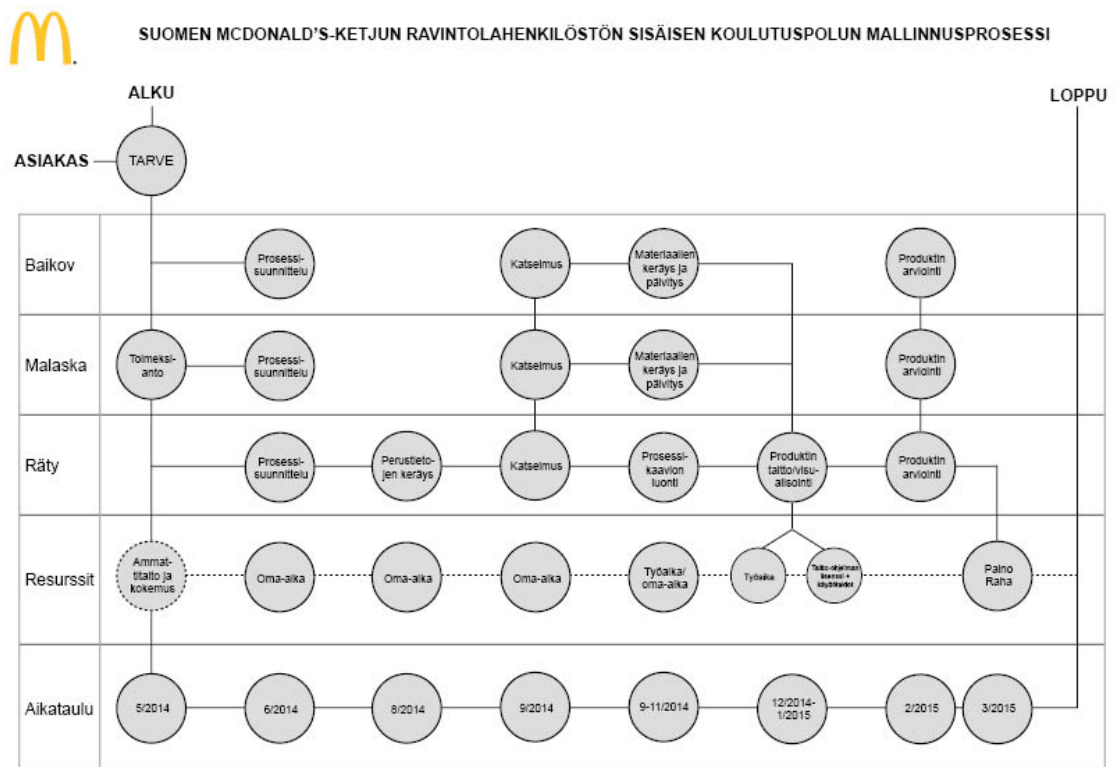 SUOMEN MCDONALD'S-KETJUN RAVINTOLAHENKILÖSTÖN SISÄISEN KOULUTUSPOLUN MALLINNUSPROSESSI
ALKU
LOPPU
ASIAKAS
TARVE
Baikov
Prosessi-
suunnittelu
Katselmus
Materiaalien
keräys ja
päivitys
Produktin
arviointi
Malaska
Toimeksi-
anto
Prosessi-
suunnittelu
Katselmus
Materiaalien
keräys ja
päivitys
Produktin
arviointi
Räty
Prosessi-
suunnittelu
Perustieto-
jen keräys
Katselmus
Prosessi-
kaavion
luonti
Produktin
taitto/visu-
alisointi
Produktin
arviointi
Resurssit
Ammat-
titaito ja
kokemus
Oma-aika
Oma-aika
Oma-aika
Työaika/
oma-aika
Työaika
Taitto-ohjelman
lisenssi +
käyttötaidot
Paino
Raha
Aikataulu
5/2014
6/2014
8/2014
9/2014
9-11/2014
12/2014-
1/2015
2/2015
3/2015